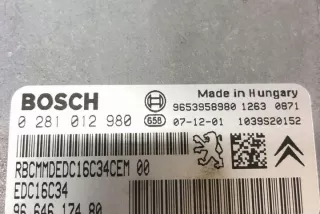 BOSCH
Made in Hungary
9653958980 1263 0871
0 281 012 980 G58 07-12-01 1039S20152
RBCMMDEDC16C34CEM 00
EDC16C34
96 646 174 80